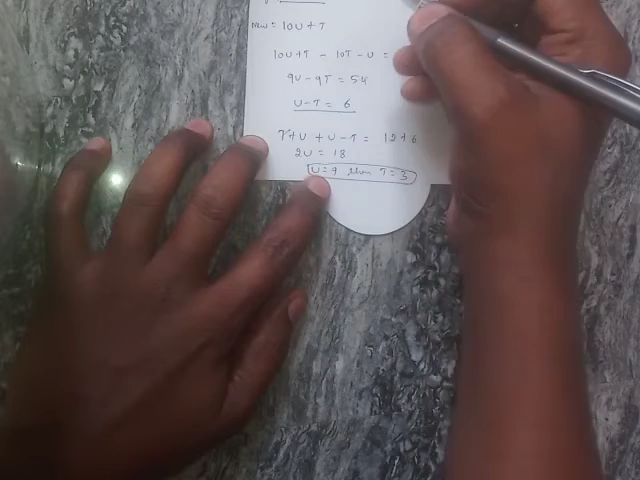 New = 10U+T
10U+T - 10T-U =
9U-9T = 54
U-T = 6
T+U + U-T = 12+6
2U = 18
U=9 then T=3